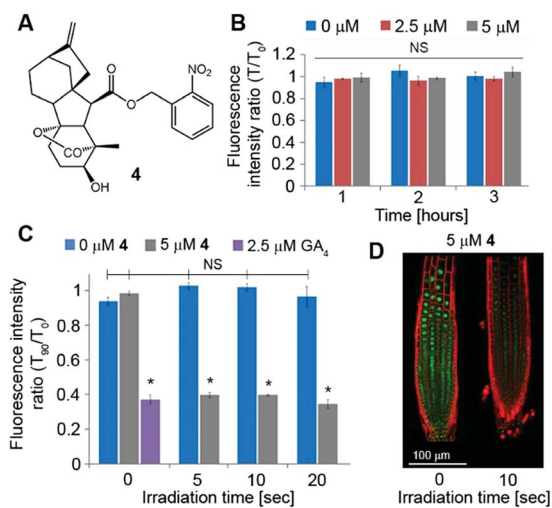 A
NO₂
O
O
O
CO
OH
4
B
0 µM 2.5 µM 5 µM
NS
Fluorescence
intensity ratio (T/T₀)
1.2
1
0.8
0.6
0.4
0.2
0
1 2 3
Time [hours]
C
0 µM 4 5 µM 4 2.5 µM GA₄
NS
Fluorescence intensity
ratio (T₉₀/T₀)
1
0.8
0.6
0.4
0.2
0
* * * *
0 5 10 20
Irradiation time [sec]
D
5 µM 4
100 µm
0 10
Irradiation time [sec]